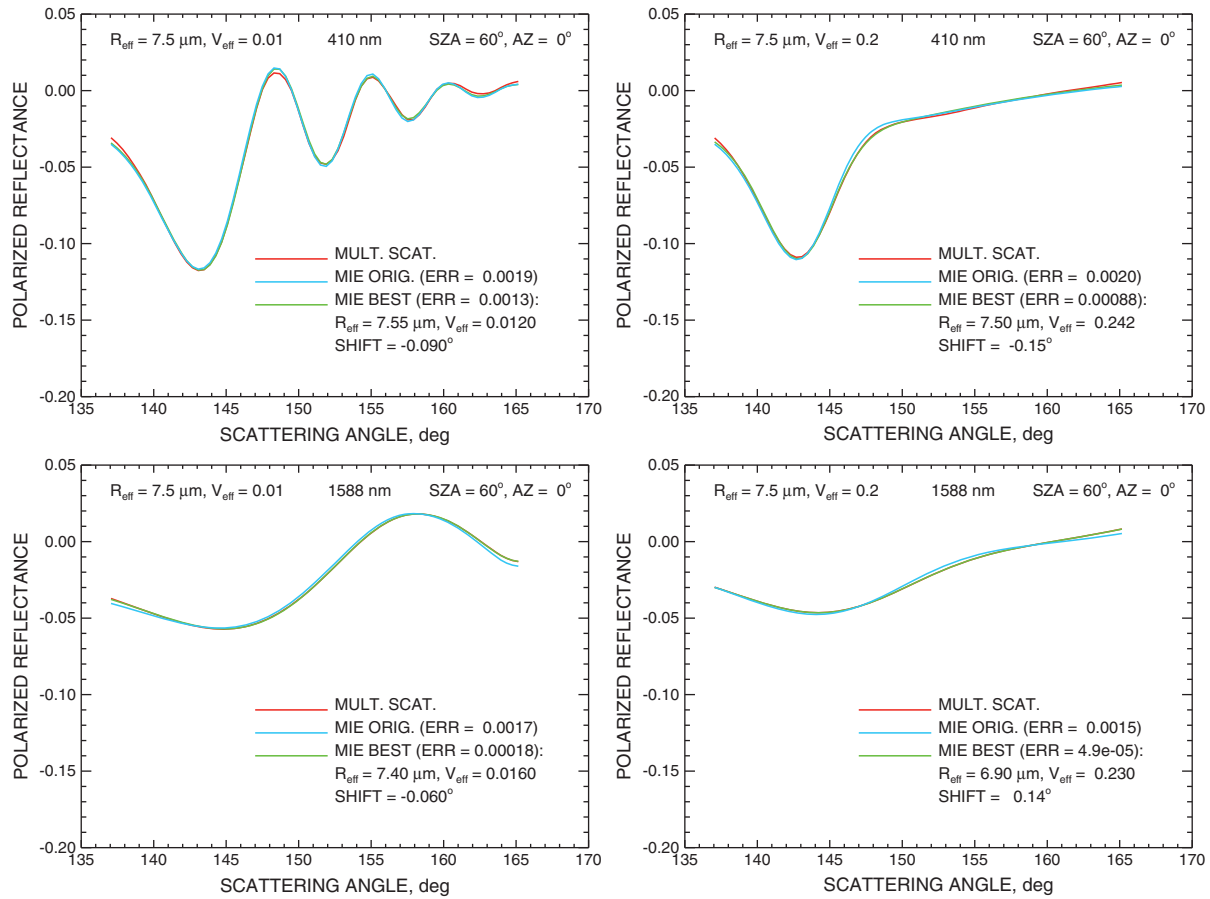 R_eff = 7.5 μm, V_eff = 0.01 410 nm SZA = 60°, AZ = 0°
0.05
0.00
-0.05
-0.10
-0.15
-0.20
POLARIZED REFLECTANCE
MULT. SCAT.
MIE ORIG. (ERR = 0.0019)
MIE BEST (ERR = 0.0013):
R_eff = 7.55 μm, V_eff = 0.0120
SHIFT = -0.090°
135 140 145 150 155 160 165 170
SCATTERING ANGLE, deg
R_eff = 7.5 μm, V_eff = 0.2 410 nm SZA = 60°, AZ = 0°
0.05
0.00
-0.05
-0.10
-0.15
-0.20
POLARIZED REFLECTANCE
MULT. SCAT.
MIE ORIG. (ERR = 0.0020)
MIE BEST (ERR = 0.00088):
R_eff = 7.50 μm, V_eff = 0.242
SHIFT = -0.15°
135 140 145 150 155 160 165 170
SCATTERING ANGLE, deg
R_eff = 7.5 μm, V_eff = 0.01 1588 nm SZA = 60°, AZ = 0°
0.05
0.00
-0.05
-0.10
-0.15
-0.20
POLARIZED REFLECTANCE
MULT. SCAT.
MIE ORIG. (ERR = 0.0017)
MIE BEST (ERR = 0.00018):
R_eff = 7.40 μm, V_eff = 0.0160
SHIFT = -0.060°
135 140 145 150 155 160 165 170
SCATTERING ANGLE, deg
R_eff = 7.5 μm, V_eff = 0.2 1588 nm SZA = 60°, AZ = 0°
0.05
0.00
-0.05
-0.10
-0.15
-0.20
POLARIZED REFLECTANCE
MULT. SCAT.
MIE ORIG. (ERR = 0.0015)
MIE BEST (ERR = 4.9e-05):
R_eff = 6.90 μm, V_eff = 0.230
SHIFT = 0.14°
135 140 145 150 155 160 165 170
SCATTERING ANGLE, deg